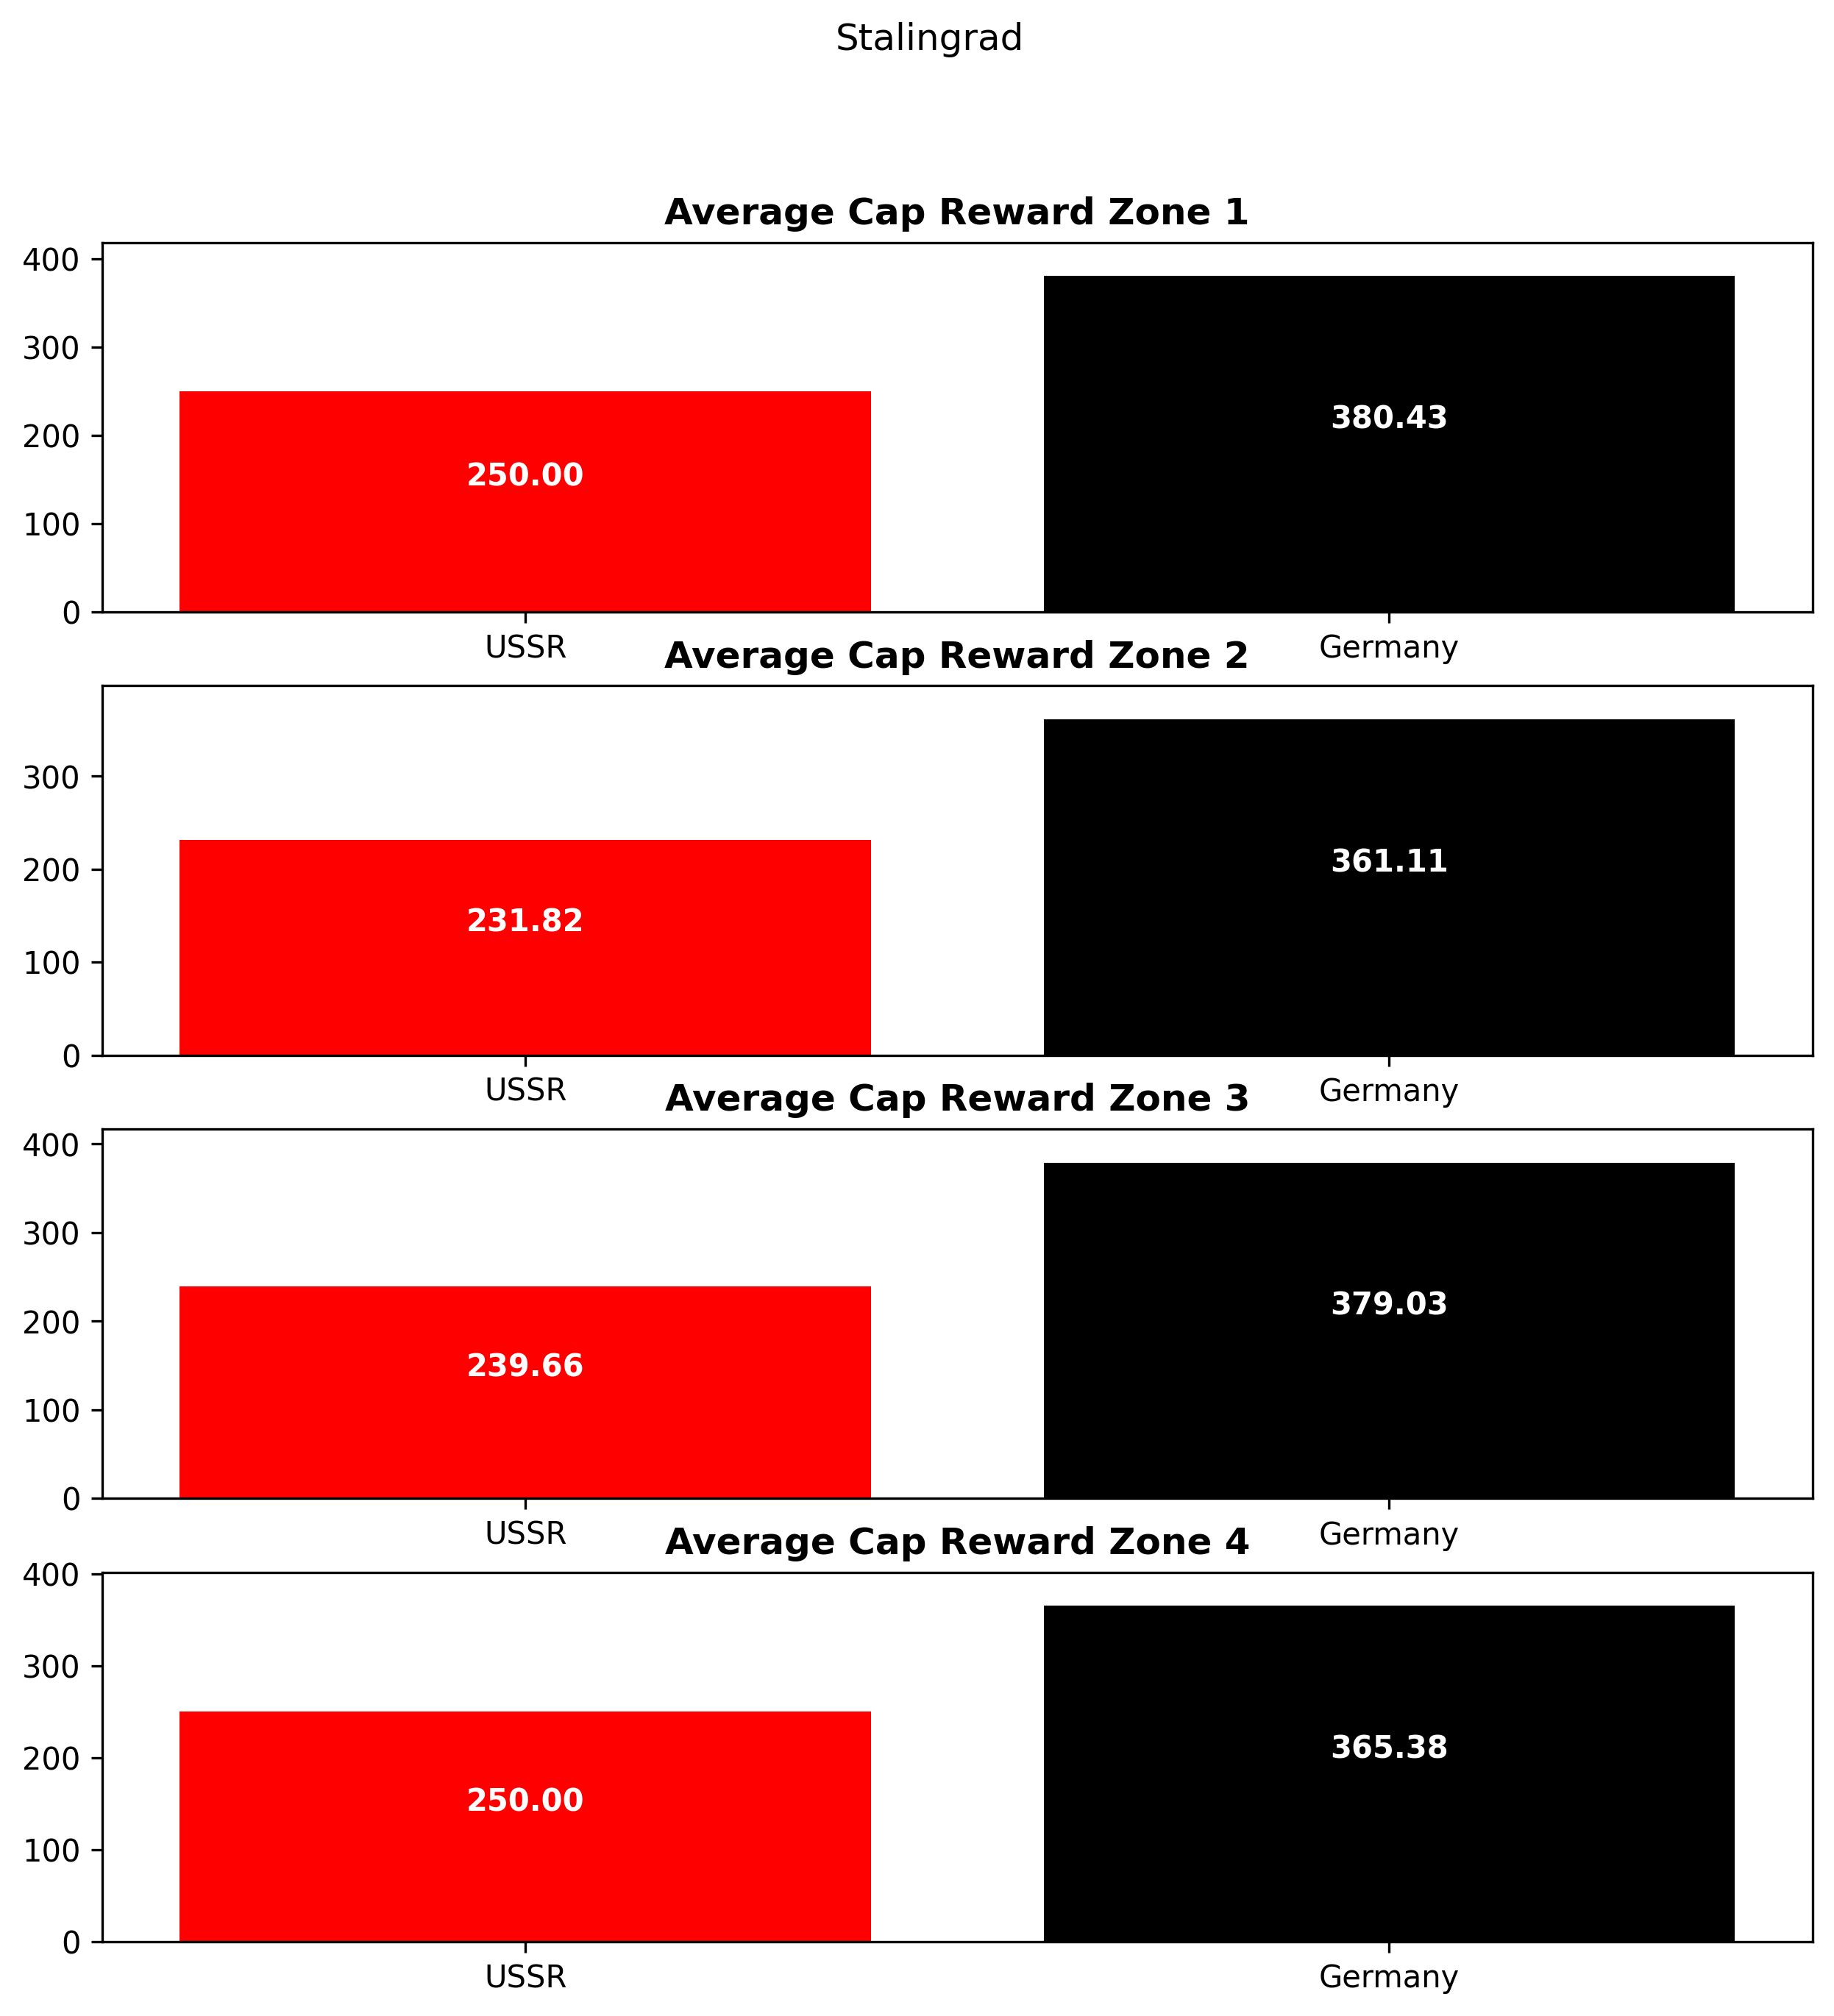 Stalingrad
Average Cap Reward Zone 1
400
300
200
100
0
250.00
380.43
USSR
Germany
Average Cap Reward Zone 2
300
200
100
0
231.82
361.11
USSR
Germany
Average Cap Reward Zone 3
400
300
200
100
0
239.66
379.03
USSR
Germany
Average Cap Reward Zone 4
400
300
200
100
0
250.00
365.38
USSR
Germany